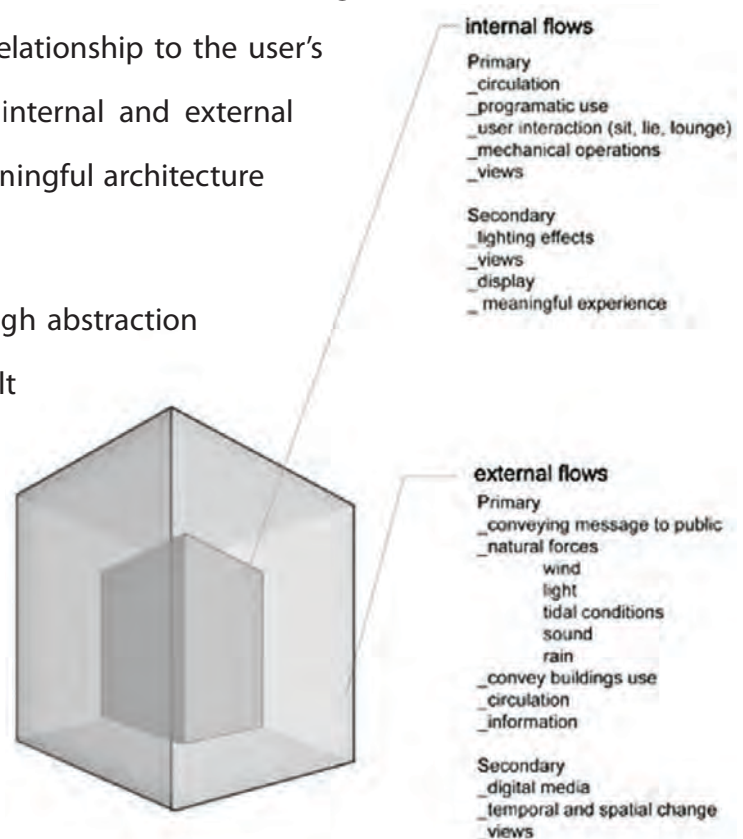 elationship to the user's
internal and external
ningful architecture
gh abstraction
lt
internal flows
Primary
_circulation
_programatic use
_user interaction (sit, lie, lounge)
_mechanical operations
_views
Secondary
_lighting effects
_views
_display
_ meaningful experience
external flows
Primary
_conveying message to public
_natural forces
wind
light
tidal conditions
sound
rain
_convey buildings use
_circulation
_information
Secondary
_digital media
_temporal and spatial change
_views